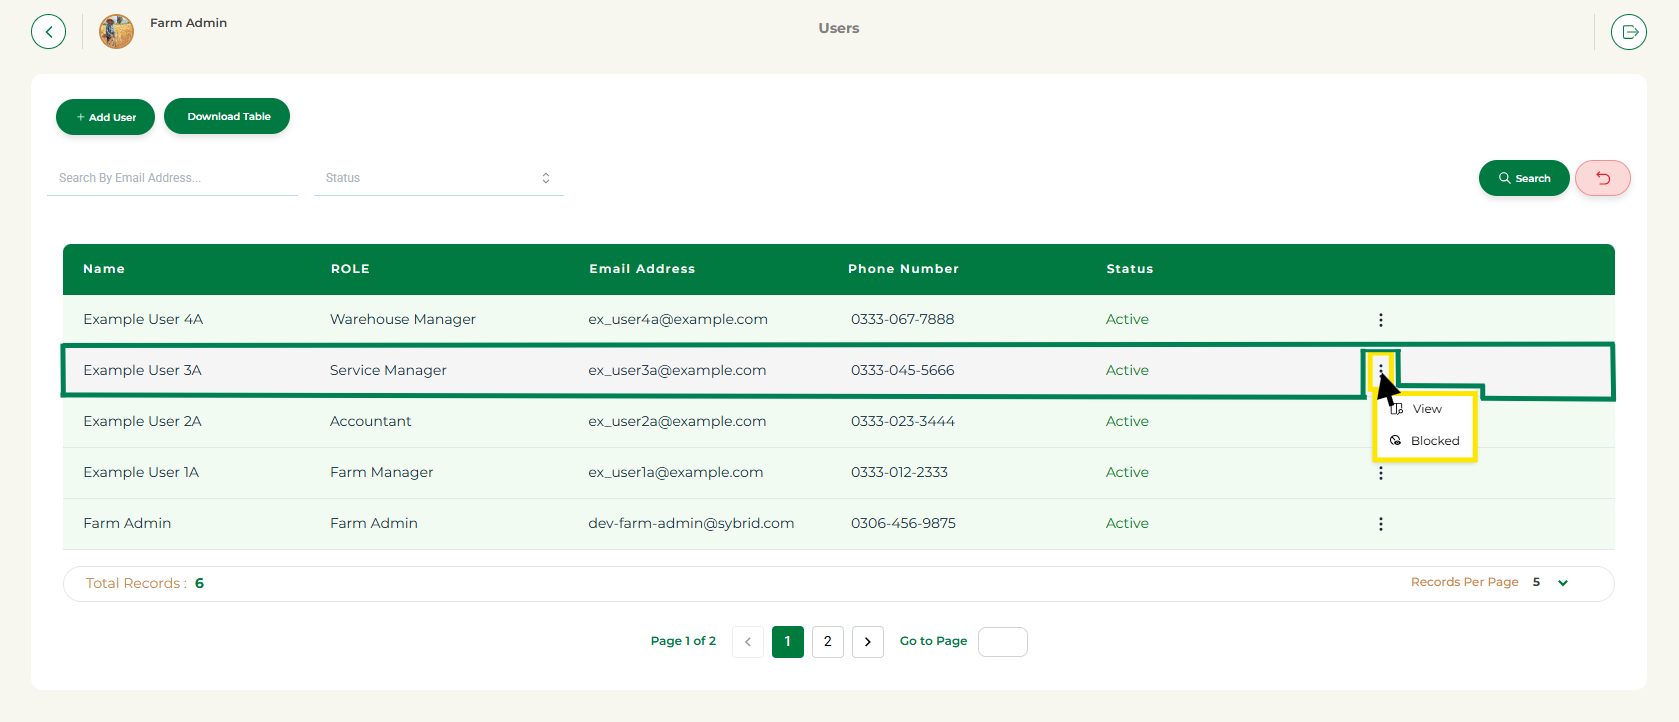 Farm Admin
Users
+ Add User
Download Table
Search By Email Address...
Status
Search
Name ROLE Email Address Phone Number Status
Example User 4A Warehouse Manager ex_user4a@example.com 0333-067-7888 Active
Example User 3A Service Manager ex_user3a@example.com 0333-045-5666 Active
View
Example User 2A Accountant ex_user2a@example.com 0333-023-3444 Active
Blocked
Example User 1A Farm Manager ex_user1a@example.com 0333-012-2333 Active
Farm Admin Farm Admin dev-farm-admin@sybrid.com 0306-456-9875 Active
Total Records : 6
Records Per Page 5
Page 1 of 2
1
2
Go to Page